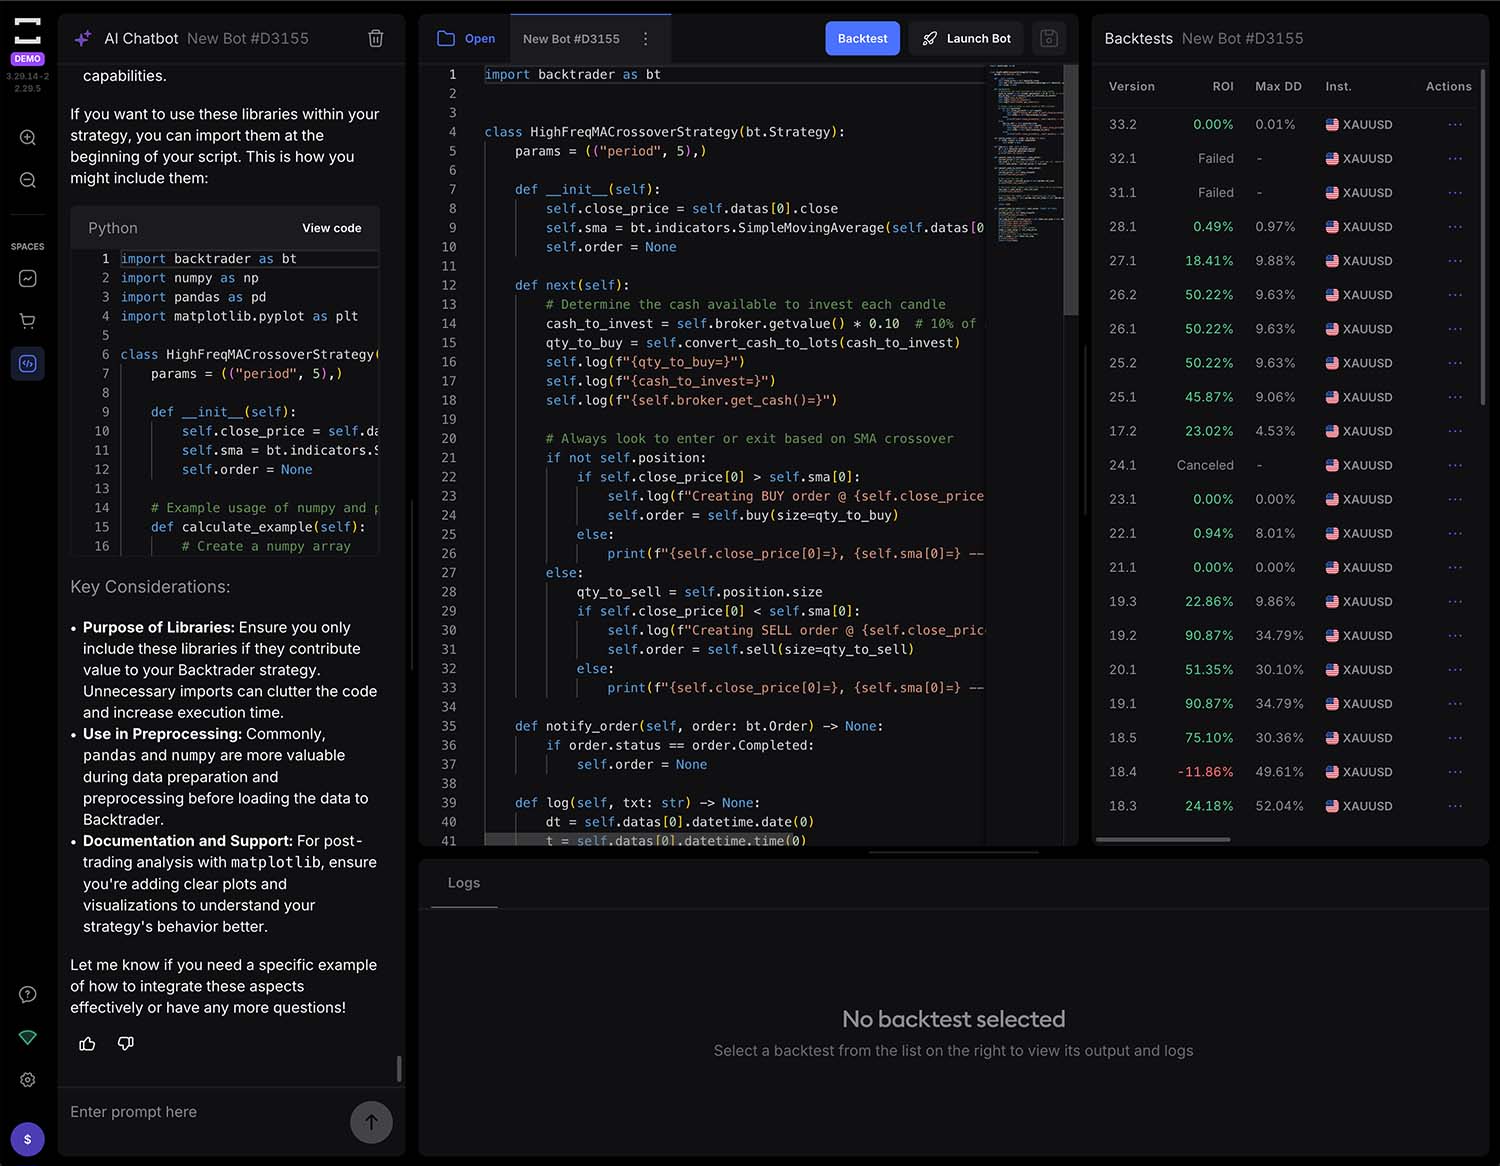 DEMO
3.29.14-2
2.29.5
SPACES
$
AI Chatbot New Bot #D3155
capabilities.
If you want to use these libraries within your
strategy, you can import them at the
beginning of your script. This is how you
might include them:
Python View code
1 import backtrader as bt
2 import numpy as np
3 import pandas as pd
4 import matplotlib.pyplot as plt
5
6 class HighFreqMACrossoverStrategy(
7 params = (("period", 5),)
8
9 def __init__(self):
10 self.close_price = self.da
11 self.sma = bt.indicators.S
12 self.order = None
13
14 # Example usage of numpy and p
15 def calculate_example(self):
16 # Create a numpy array
Key Considerations:
• Purpose of Libraries: Ensure you only
include these libraries if they contribute
value to your Backtrader strategy.
Unnecessary imports can clutter the code
and increase execution time.
• Use in Preprocessing: Commonly,
pandas and numpy are more valuable
during data preparation and
preprocessing before loading the data to
Backtrader.
• Documentation and Support: For post-
trading analysis with matplotlib, ensure
you're adding clear plots and
visualizations to understand your
strategy's behavior better.
Let me know if you need a specific example
of how to integrate these aspects
effectively or have any more questions!
Enter prompt here
Open New Bot #D3155 Backtest Launch Bot
1 import backtrader as bt
2
3
4 class HighFreqMACrossoverStrategy(bt.Strategy):
5 params = (("period", 5),)
6
7 def __init__(self):
8 self.close_price = self.datas[0].close
9 self.sma = bt.indicators.SimpleMovingAverage(self.datas[0
10 self.order = None
11
12 def next(self):
13 # Determine the cash available to invest each candle
14 cash_to_invest = self.broker.getvalue() * 0.10 # 10% of
15 qty_to_buy = self.convert_cash_to_lots(cash_to_invest)
16 self.log(f"{qty_to_buy=}")
17 self.log(f"{cash_to_invest=}")
18 self.log(f"{self.broker.get_cash()=}")
19
20 # Always look to enter or exit based on SMA crossover
21 if not self.position:
22 if self.close_price[0] > self.sma[0]:
23 self.log(f"Creating BUY order @ {self.close_price
24 self.order = self.buy(size=qty_to_buy)
25 else:
26 print(f"{self.close_price[0]=}, {self.sma[0]=} --
27 else:
28 qty_to_sell = self.position.size
29 if self.close_price[0] < self.sma[0]:
30 self.log(f"Creating SELL order @ {self.close_pric
31 self.order = self.sell(size=qty_to_sell)
32 else:
33 print(f"{self.close_price[0]=}, {self.sma[0]=} --
34
35 def notify_order(self, order: bt.Order) -> None:
36 if order.status == order.Completed:
37 self.order = None
38
39 def log(self, txt: str) -> None:
40 dt = self.datas[0].datetime.date(0)
41 t = self.datas[0].datetime.time(0)
Backtests New Bot #D3155
Version ROI Max DD Inst. Actions
33.2 0.00% 0.01% XAUUSD ...
32.1 Failed - XAUUSD ...
31.1 Failed - XAUUSD ...
28.1 0.49% 0.97% XAUUSD ...
27.1 18.41% 9.88% XAUUSD ...
26.2 50.22% 9.63% XAUUSD ...
26.1 50.22% 9.63% XAUUSD ...
25.2 50.22% 9.63% XAUUSD ...
25.1 45.87% 9.06% XAUUSD ...
17.2 23.02% 4.53% XAUUSD ...
24.1 Canceled - XAUUSD ...
23.1 0.00% 0.00% XAUUSD ...
22.1 0.94% 8.01% XAUUSD ...
21.1 0.00% 0.00% XAUUSD ...
19.3 22.86% 9.86% XAUUSD ...
19.2 90.87% 34.79% XAUUSD ...
20.1 51.35% 30.10% XAUUSD ...
19.1 90.87% 34.79% XAUUSD ...
18.5 75.10% 30.36% XAUUSD ...
18.4 -11.86% 49.61% XAUUSD ...
18.3 24.18% 52.04% XAUUSD ...
Logs
No backtest selected
Select a backtest from the list on the right to view its output and logs